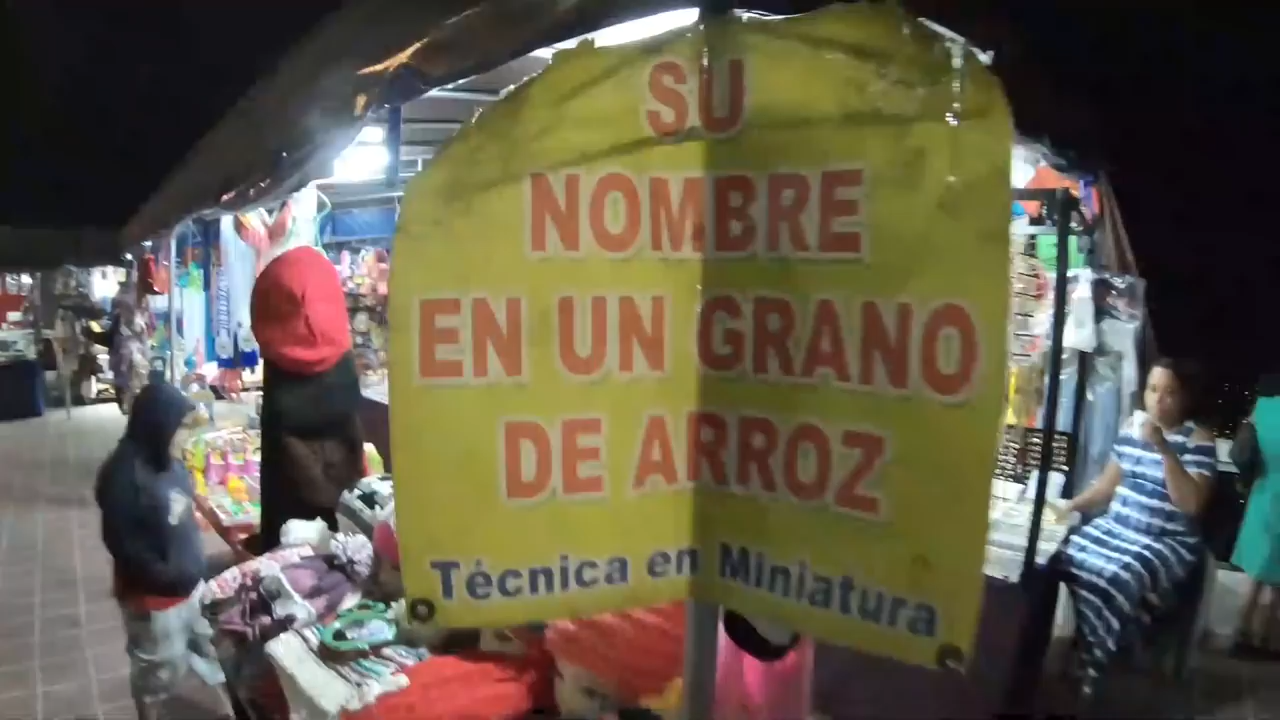 SU
NOMBRE
EN UN GRANO
DE ARROZ
Técnica en Miniatura